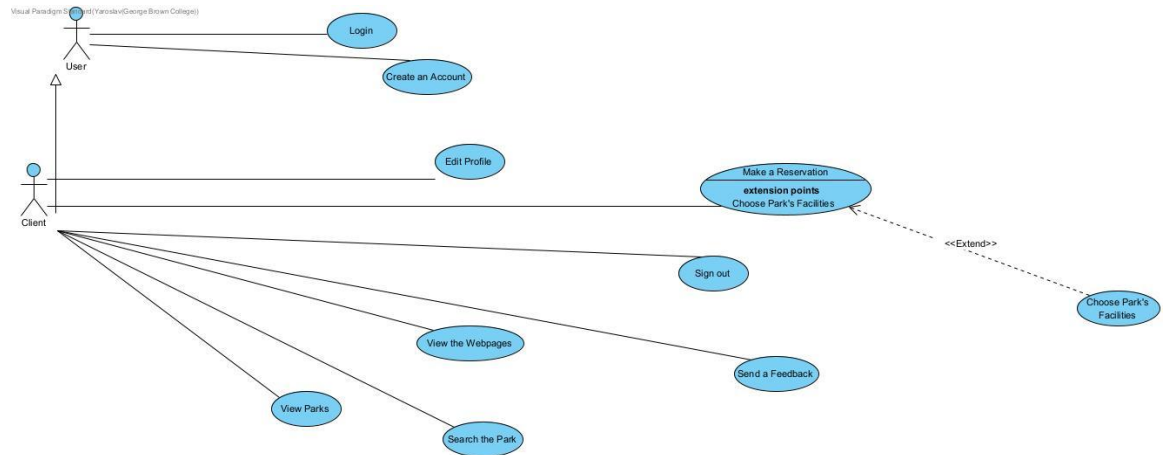 Visual Paradigm Standard(Yaroslav(George Brown College))
Login
User
Create an Account
Edit Profile
Make a Reservation
extension points
Choose Park's Facilities
Client
<<Extend>>
Sign out
Choose Park's
Facilities
View the Webpages
Send a Feedback
View Parks
Search the Park